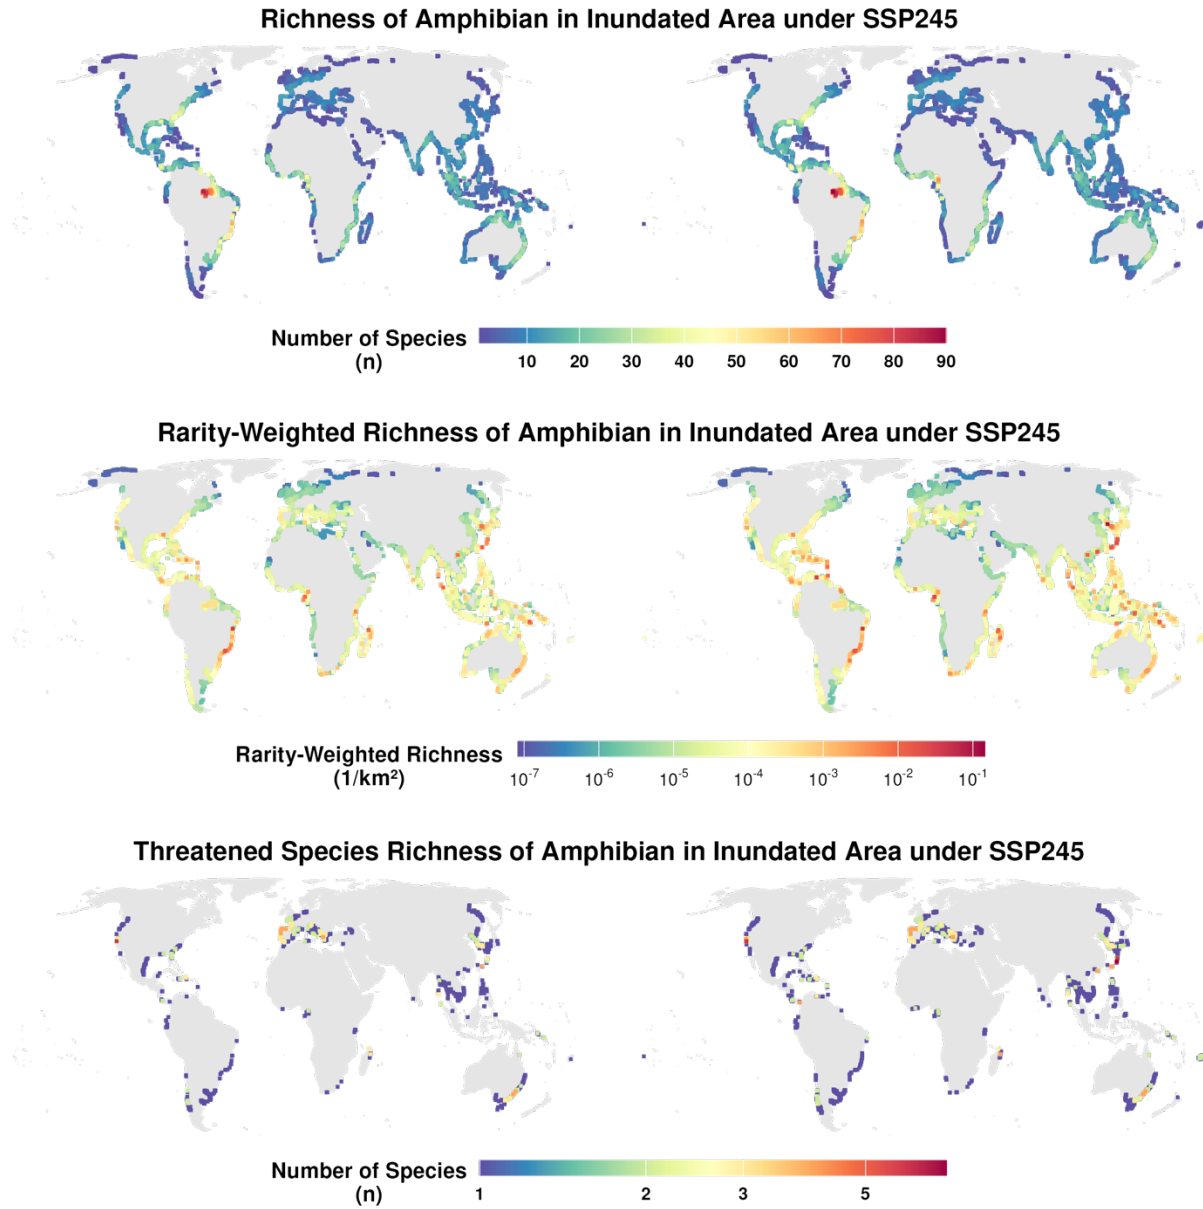 Richness of Amphibian in Inundated Area under SSP245
Number of Species
(n)
10 20 30 40 50 60 70 80 90
Rarity-Weighted Richness of Amphibian in Inundated Area under SSP245
Rarity-Weighted Richness
(1/km²)
10⁻⁷ 10⁻⁶ 10⁻⁵ 10⁻⁴ 10⁻³ 10⁻² 10⁻¹
Threatened Species Richness of Amphibian in Inundated Area under SSP245
Number of Species
(n)
1 2 3 5